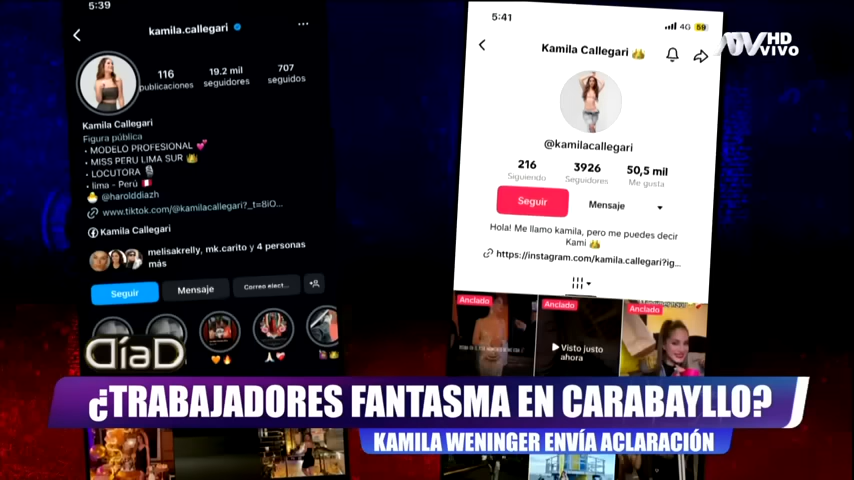 5:39
kamila.callegari
116
publicaciones
19.2 mil
seguidores
707
seguidos
Kamila Callegari
Figura pública
• MODELO PROFESIONAL 💕
• MISS PERU LIMA SUR 👑
• LOCUTORA 🎙️
• lima - Perú 🇵🇪
🐣 @harolddiazh
www.tiktok.com/@kamilacallegari?_t=8iO...
Kamila Callegari
melisakrelly, mk.carito y 4 personas
más
Seguir
Mensaje
Correo elect...
5:41
4G 59
ATV HD
VIVO
Kamila Callegari 👑
@kamilacallegari
216
Siguiendo
3926
Seguidores
50,5 mil
Me gusta
Seguir
Mensaje
Hola! Me llamo kamila, pero me puedes decir
Kami 👑
https://instagram.com/kamila.callegari?ig...
Anclado
Anclado
Anclado
Visto justo
ahora
DíaD
¿TRABAJADORES FANTASMA EN CARABAYLLO?
KAMILA WENINGER ENVÍA ACLARACIÓN